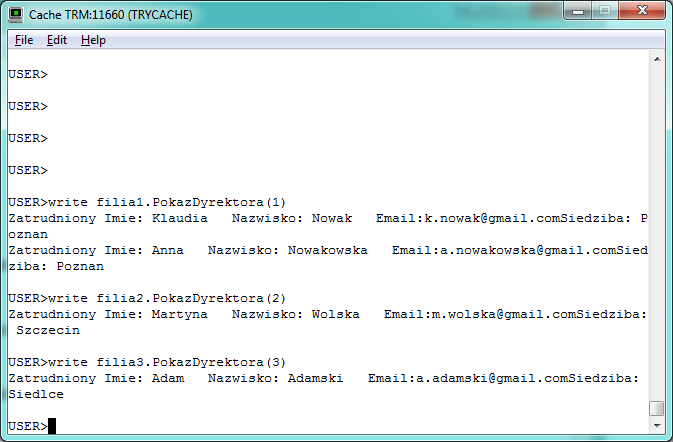 Cache TRM:11660 (TRYCACHE)
File Edit Help
USER>
USER>
USER>
USER>
USER>write filia1.PokazDyrektora(1)
Zatrudniony Imie: Klaudia   Nazwisko: Nowak   Email:k.nowak@gmail.comSiedziba: P
oznan
Zatrudniony Imie: Anna   Nazwisko: Nowakowska   Email:a.nowakowska@gmail.comSied
ziba: Poznan
USER>write filia2.PokazDyrektora(2)
Zatrudniony Imie: Martyna   Nazwisko: Wolska   Email:m.wolska@gmail.comSiedziba:
 Szczecin
USER>write filia3.PokazDyrektora(3)
Zatrudniony Imie: Adam   Nazwisko: Adamski   Email:a.adamski@gmail.comSiedziba:
Siedlce
USER>